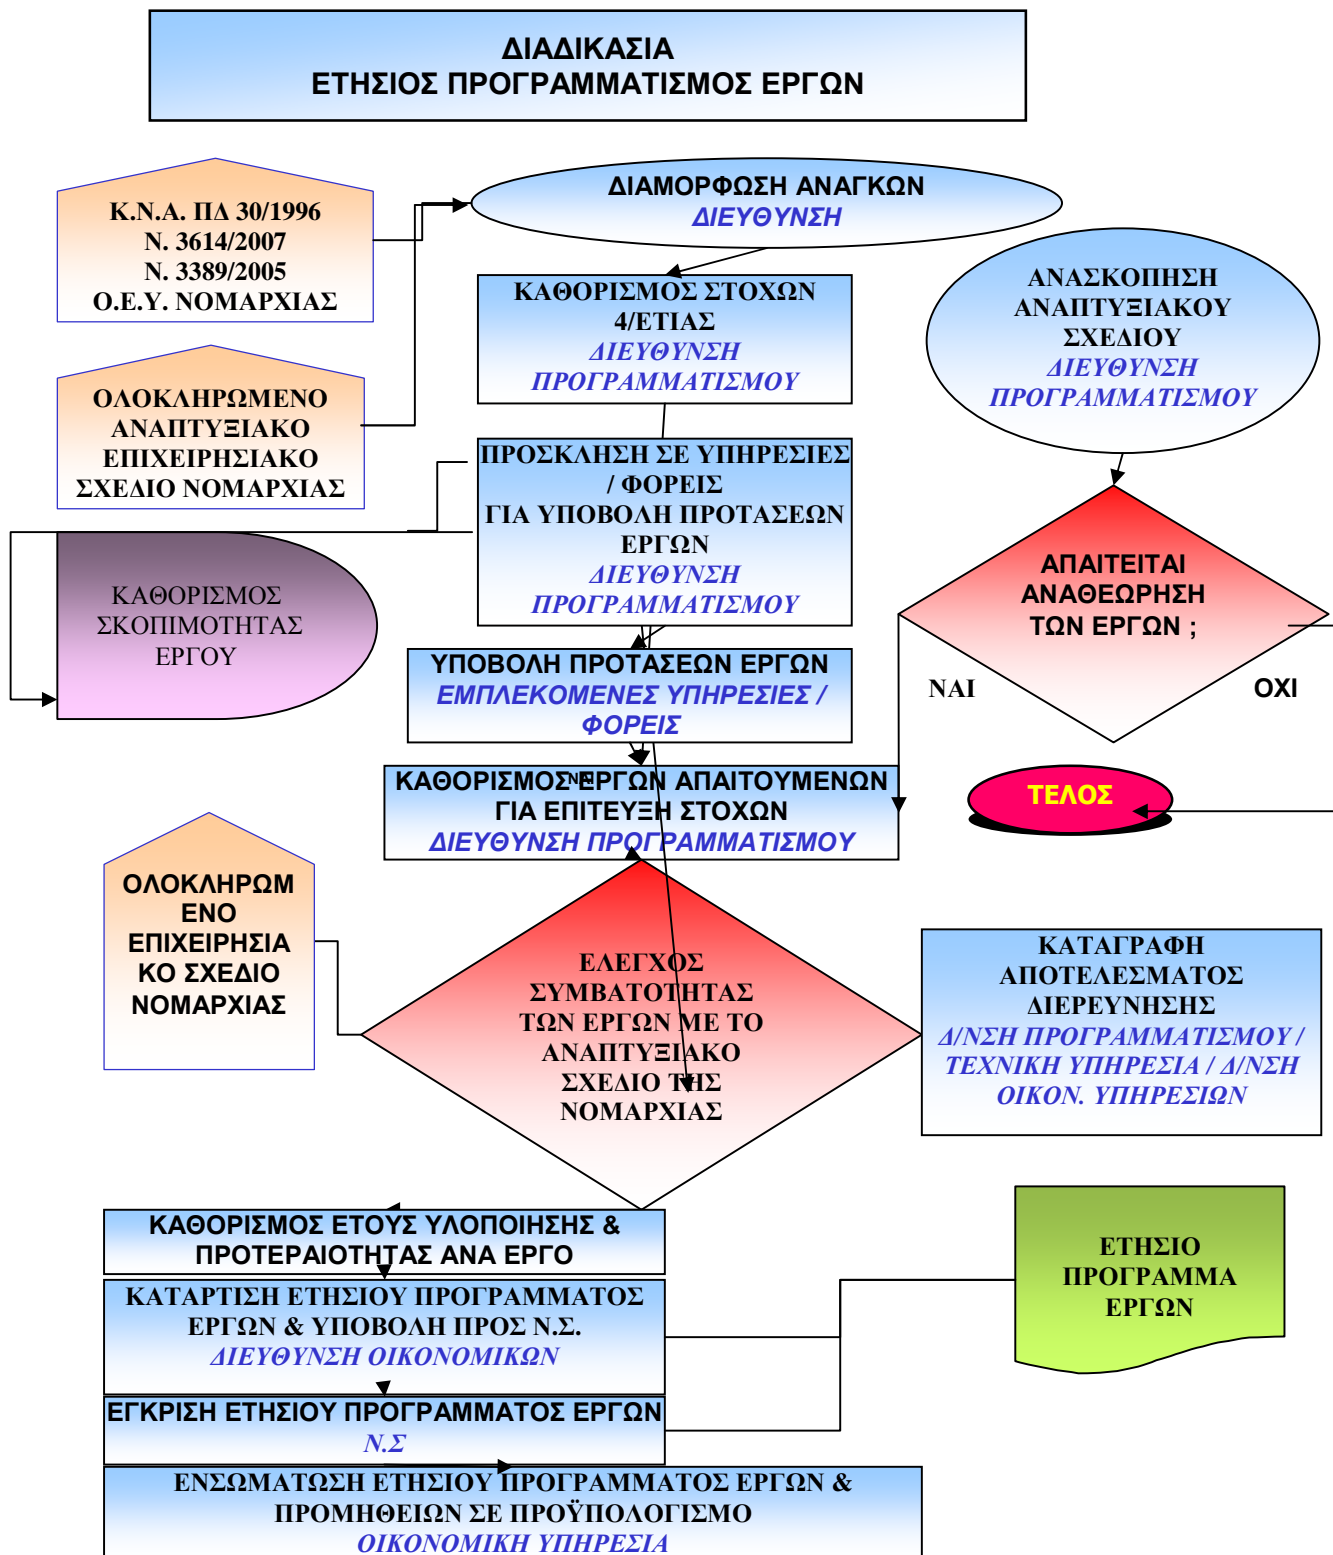 ΔΙΑΔΙΚΑΣΙΑ
ΕΤΗΣΙΟΣ ΠΡΟΓΡΑΜΜΑΤΙΣΜΟΣ ΕΡΓΩΝ
Κ.Ν.Α. ΠΔ 30/1996
Ν. 3614/2007
Ν. 3389/2005
Ο.Ε.Υ. ΝΟΜΑΡΧΙΑΣ
ΔΙΑΜΟΡΦΩΣΗ ΑΝΑΓΚΩΝ
ΔΙΕΥΘΥΝΣΗ
ΚΑΘΟΡΙΣΜΟΣ ΣΤΟΧΩΝ
4/ΕΤΙΑΣ
ΔΙΕΥΘΥΝΣΗ
ΠΡΟΓΡΑΜΜΑΤΙΣΜΟΥ
ΑΝΑΣΚΟΠΗΣΗ
ΑΝΑΠΤΥΞΙΑΚΟΥ
ΣΧΕΔΙΟΥ
ΔΙΕΥΘΥΝΣΗ
ΠΡΟΓΡΑΜΜΑΤΙΣΜΟΥ
ΟΛΟΚΛΗΡΩΜΕΝΟ
ΑΝΑΠΤΥΞΙΑΚΟ
ΕΠΙΧΕΙΡΗΣΙΑΚΟ
ΣΧΕΔΙΟ ΝΟΜΑΡΧΙΑΣ
ΠΡΟΣΚΛΗΣΗ ΣΕ ΥΠΗΡΕΣΙΕΣ
/ ΦΟΡΕΙΣ
ΓΙΑ ΥΠΟΒΟΛΗ ΠΡΟΤΑΣΕΩΝ
ΕΡΓΩΝ
ΔΙΕΥΘΥΝΣΗ
ΠΡΟΓΡΑΜΜΑΤΙΣΜΟΥ
ΚΑΘΟΡΙΣΜΟΣ
ΣΚΟΠΙΜΟΤΗΤΑΣ
ΕΡΓΟΥ
ΑΠΑΙΤΕΙΤΑΙ
ΑΝΑΘΕΩΡΗΣΗ
ΤΩΝ ΕΡΓΩΝ ;
ΝΑΙ
ΟΧΙ
ΥΠΟΒΟΛΗ ΠΡΟΤΑΣΕΩΝ ΕΡΓΩΝ
ΕΜΠΛΕΚΟΜΕΝΕΣ ΥΠΗΡΕΣΙΕΣ /
ΦΟΡΕΙΣ
ΚΑΘΟΡΙΣΜΟΣ ΕΡΓΩΝ ΑΠΑΙΤΟΥΜΕΝΩΝ
ΓΙΑ ΕΠΙΤΕΥΞΗ ΣΤΟΧΩΝ
ΔΙΕΥΘΥΝΣΗ ΠΡΟΓΡΑΜΜΑΤΙΣΜΟΥ
ΤΕΛΟΣ
ΟΛΟΚΛΗΡΩΜ
ΕΝΟ
ΕΠΙΧΕΙΡΗΣΙΑ
ΚΟ ΣΧΕΔΙΟ
ΝΟΜΑΡΧΙΑΣ
ΕΛΕΓΧΟΣ
ΣΥΜΒΑΤΟΤΗΤΑΣ
ΤΩΝ ΕΡΓΩΝ ΜΕ ΤΟ
ΑΝΑΠΤΥΞΙΑΚΟ
ΣΧΕΔΙΟ ΤΗΣ
ΝΟΜΑΡΧΙΑΣ
ΚΑΤΑΓΡΑΦΗ
ΑΠΟΤΕΛΕΣΜΑΤΟΣ
ΔΙΕΡΕΥΝΗΣΗΣ
Δ/ΝΣΗ ΠΡΟΓΡΑΜΜΑΤΙΣΜΟΥ /
ΤΕΧΝΙΚΗ ΥΠΗΡΕΣΙΑ / Δ/ΝΣΗ
ΟΙΚΟΝ. ΥΠΗΡΕΣΙΩΝ
ΚΑΘΟΡΙΣΜΟΣ ΕΤΟΥΣ ΥΛΟΠΟΙΗΣΗΣ &
ΠΡΟΤΕΡΑΙΟΤΗΤΑΣ ΑΝΑ ΕΡΓΟ
ΕΤΗΣΙΟ
ΠΡΟΓΡΑΜΜΑ
ΕΡΓΩΝ
ΚΑΤΑΡΤΙΣΗ ΕΤΗΣΙΟΥ ΠΡΟΓΡΑΜΜΑΤΟΣ
ΕΡΓΩΝ & ΥΠΟΒΟΛΗ ΠΡΟΣ Ν.Σ.
ΔΙΕΥΘΥΝΣΗ ΟΙΚΟΝΟΜΙΚΩΝ
ΕΓΚΡΙΣΗ ΕΤΗΣΙΟΥ ΠΡΟΓΡΑΜΜΑΤΟΣ ΕΡΓΩΝ
Ν.Σ
ΕΝΣΩΜΑΤΩΣΗ ΕΤΗΣΙΟΥ ΠΡΟΓΡΑΜΜΑΤΟΣ ΕΡΓΩΝ &
ΠΡΟΜΗΘΕΙΩΝ ΣΕ ΠΡΟΫΠΟΛΟΓΙΣΜΟ
ΟΙΚΟΝΟΜΙΚΗ ΥΠΗΡΕΣΙΑ